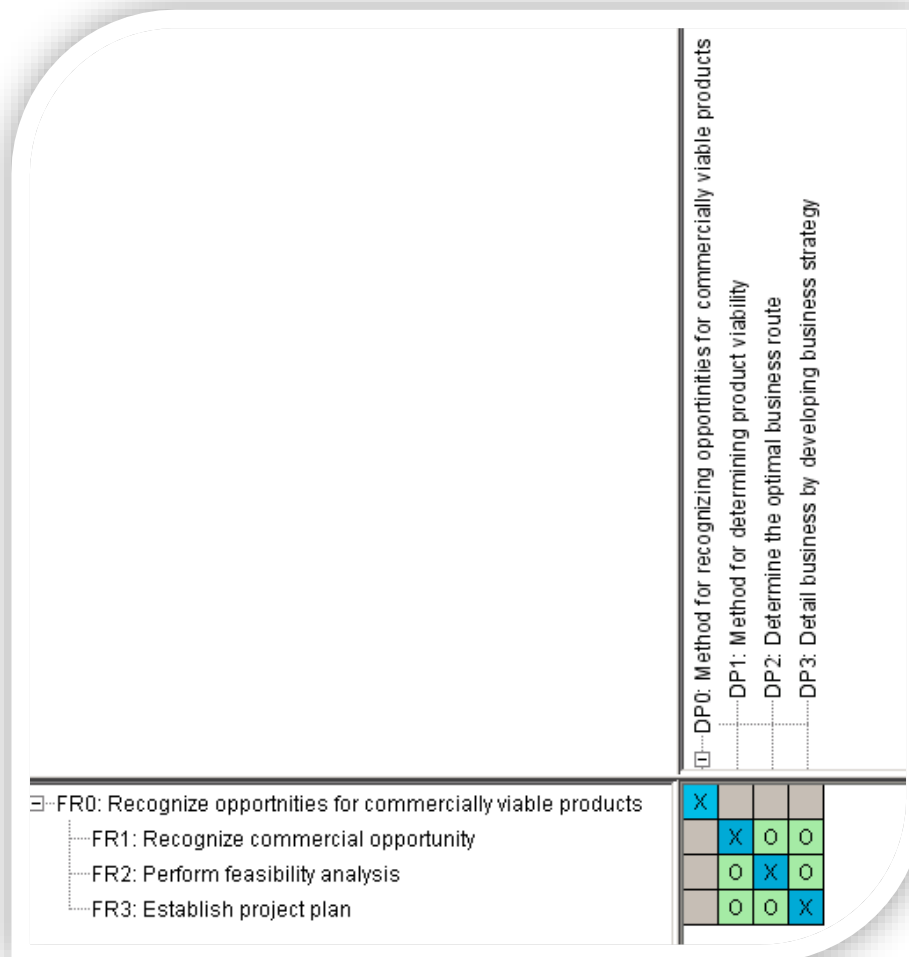 DP0: Method for recognizing opportinities for commercially viable products
DP1: Method for determining product viability
DP2: Determine the optimal business route
DP3: Detail business by developing business strategy
FR0: Recognize opportnities for commercially viable products X
FR1: Recognize commercial opportunity X O O
FR2: Perform feasibility analysis O X O
FR3: Establish project plan O O X